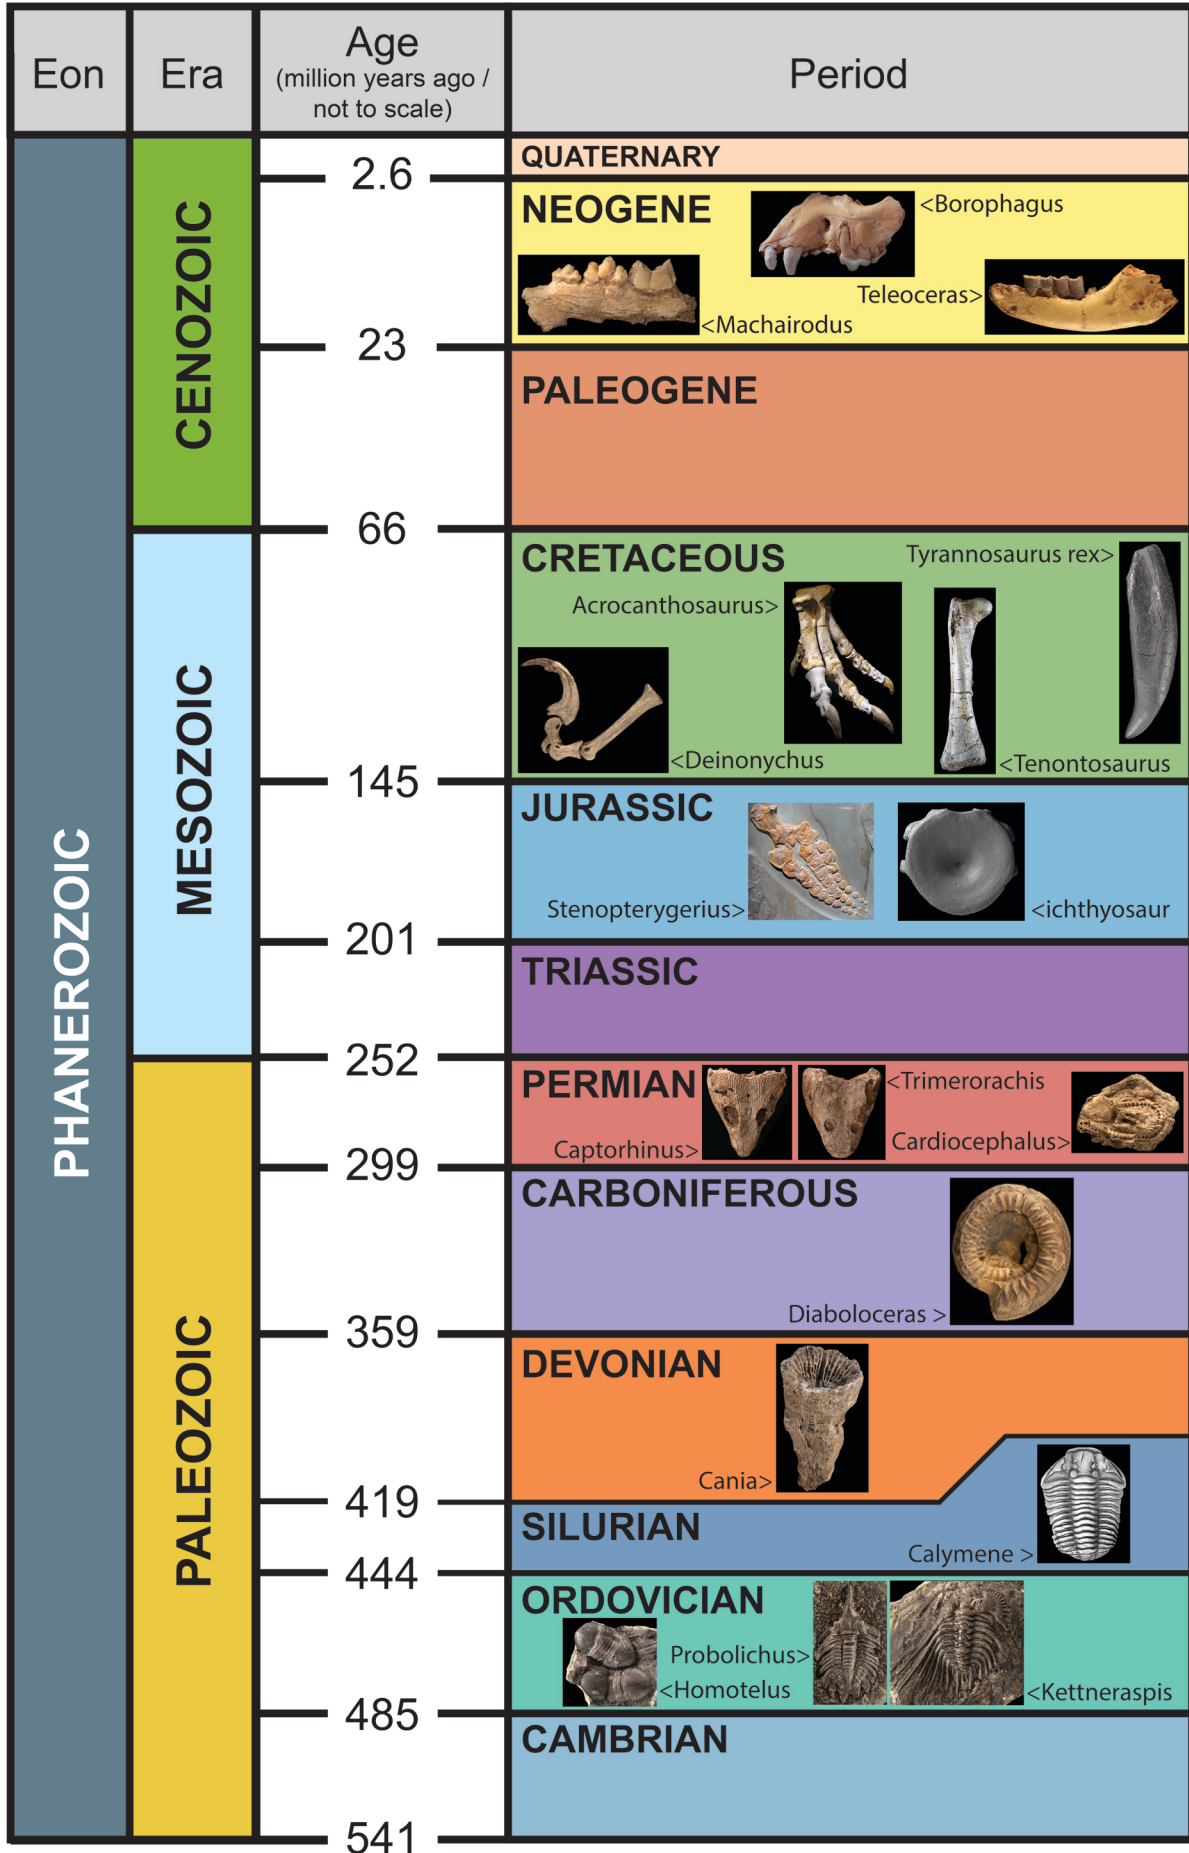 Eon
Era
Age
(million years ago /
not to scale)
Period
PHANEROZOIC
CENOZOIC
QUATERNARY
2.6
NEOGENE
<Borophagus
Teleoceras>
<Machairodus
23
PALEOGENE
66
MESOZOIC
CRETACEOUS
Tyrannosaurus rex>
Acrocanthosaurus>
<Deinonychus
<Tenontosaurus
145
JURASSIC
Stenopterygerius>
<ichthyosaur
201
TRIASSIC
252
PALEOZOIC
PERMIAN
<Trimerorachis
Captorhinus>
Cardiocephalus>
299
CARBONIFEROUS
Diaboloceras >
359
DEVONIAN
Cania>
419
SILURIAN
Calymene >
444
ORDOVICIAN
Probolichus>
<Homotelus
<Kettneraspis
485
CAMBRIAN
541